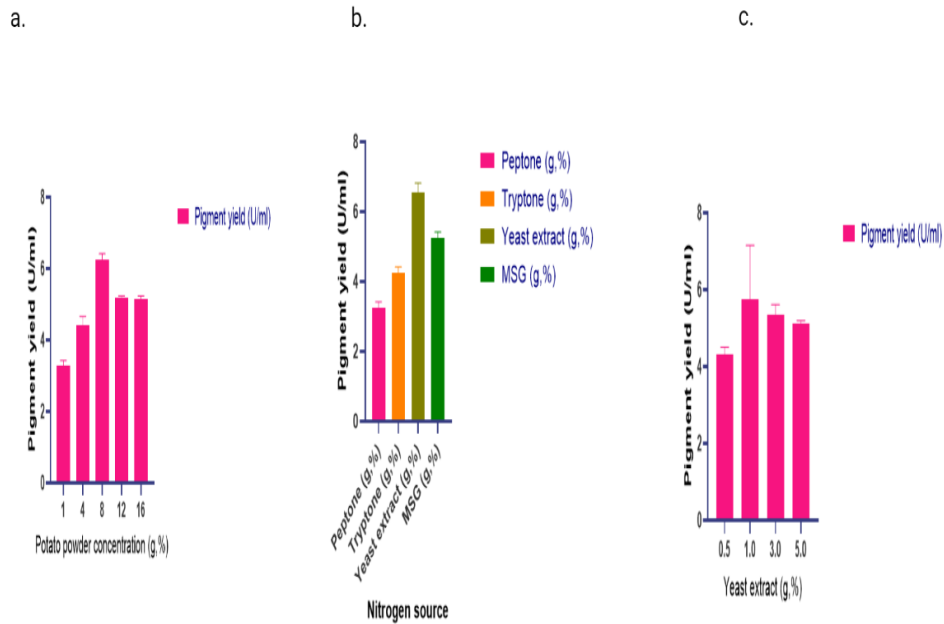 a.
Pigment yield (U/ml)
8
6
4
2
0
1 4 8 12 16
Potato powder concentration (g,%)
Pigment yield (U/ml)
b.
Pigment yield (U/ml)
8
6
4
2
0
Peptone (g,%)
Tryptone (g,%)
Yeast extract (g,%)
MSG (g,%)
Nitrogen source
Peptone (g,%)
Tryptone (g,%)
Yeast extract (g,%)
MSG (g,%)
c.
Pigment yield (U/ml)
8
6
4
2
0
0.5 1.0 3.0 5.0
Yeast extract (g,%)
Pigment yield (U/ml)